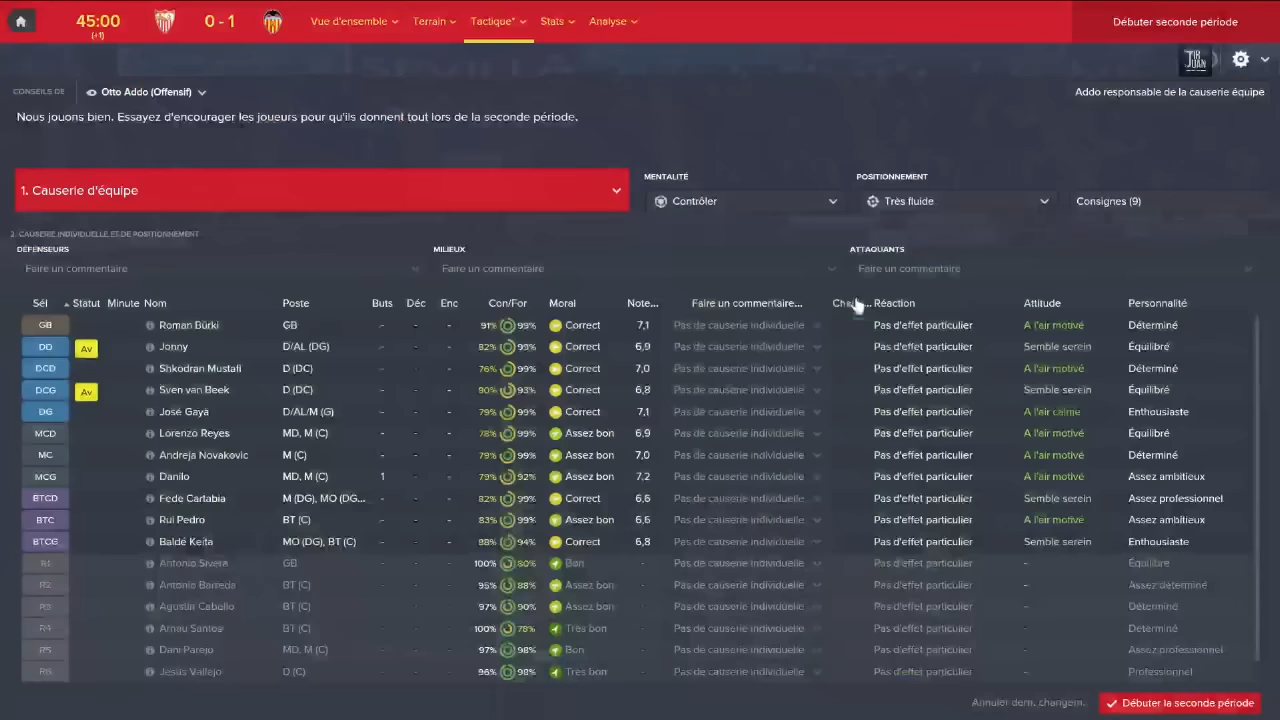 45:00 0 - 1 Vue d'ensemble Terrain Tactique* Stats Analyse Débuter seconde période
(+1)
CONSEILS DE Otto Addo (Offensif) Addo responsable de la causerie équipe
Nous jouons bien. Essayez d'encourager les joueurs pour qu'ils donnent tout lors de la seconde période.
MENTALITÉ POSITIONNEMENT
1. Causerie d'équipe Contrôler Très fluide Consignes (9)
2. CAUSERIE INDIVIDUELLE ET DE POSITIONNEMENT
DÉFENSEURS MILIEUX ATTAQUANTS
Faire un commentaire Faire un commentaire Faire un commentaire
Sél Statut Minute Nom Poste Buts Déc Enc Con/For Moral Note... Faire un commentaire... Réaction Attitude Personnalité
GB Roman Bürki GB - - - 91% 99% Correct 7,1 Pas de causerie individuelle Pas d'effet particulier A l'air motivé Déterminé
DD Av Jonny D/AL (DG) - - - 82% 99% Correct 6,9 Pas de causerie individuelle Pas d'effet particulier Semble serein Équilibré
DCD Shkodran Mustafi D (DC) - - - 76% 99% Correct 7,0 Pas de causerie individuelle Pas d'effet particulier A l'air motivé Déterminé
DCG Av Sven van Beek D (DC) - - - 90% 93% Correct 6,8 Pas de causerie individuelle Pas d'effet particulier Semble serein Équilibré
DG José Gayà D/AL/M (G) - - - 79% 99% Correct 7,1 Pas de causerie individuelle Pas d'effet particulier A l'air calme Enthousiaste
MCD Lorenzo Reyes MD, M (C) - - - 78% 99% Assez bon 6,9 Pas de causerie individuelle Pas d'effet particulier A l'air motivé Équilibré
MC Andreja Novakovic M (C) - - - 79% 99% Assez bon 7,0 Pas de causerie individuelle Pas d'effet particulier A l'air motivé Déterminé
MCG Danilo MD, M (C) 1 - - 79% 92% Assez bon 7,2 Pas de causerie individuelle Pas d'effet particulier A l'air motivé Assez ambitieux
BTCD Fede Cartabia M (DG), MO (DG... - - - 82% 99% Correct 6,6 Pas de causerie individuelle Pas d'effet particulier Semble serein Assez professionnel
BTC Rui Pedro BT (C) - - - 83% 99% Assez bon 6,6 Pas de causerie individuelle Pas d'effet particulier A l'air motivé Assez ambitieux
BTCG Baldé Keita MO (DG), BT (C) - - - 88% 94% Correct 6,8 Pas de causerie individuelle Pas d'effet particulier Semble serein Enthousiaste
R1 Antonio Sivera GB 100% 80% Bon - Pas de causerie individuelle Pas d'effet particulier - Équilibré
R2 Antonio Barreda BT (C) 95% 88% Assez bon - Pas de causerie individuelle Pas d'effet particulier - Assez déterminé
R3 Agustín Cabello BT (C) 97% 90% Assez bon - Pas de causerie individuelle Pas d'effet particulier - Déterminé
R4 Arnau Santos BT (C) 100% 78% Très bon - Pas de causerie individuelle Pas d'effet particulier - Déterminé
R5 Dani Parejo MD, M (C) 97% 98% Bon - Pas de causerie individuelle Pas d'effet particulier - Assez professionnel
R6 Jesús Vallejo D (C) 96% 98% Très bon - Pas de causerie individuelle Pas d'effet particulier - Professionnel
Annuler dern. changem. Débuter la seconde période